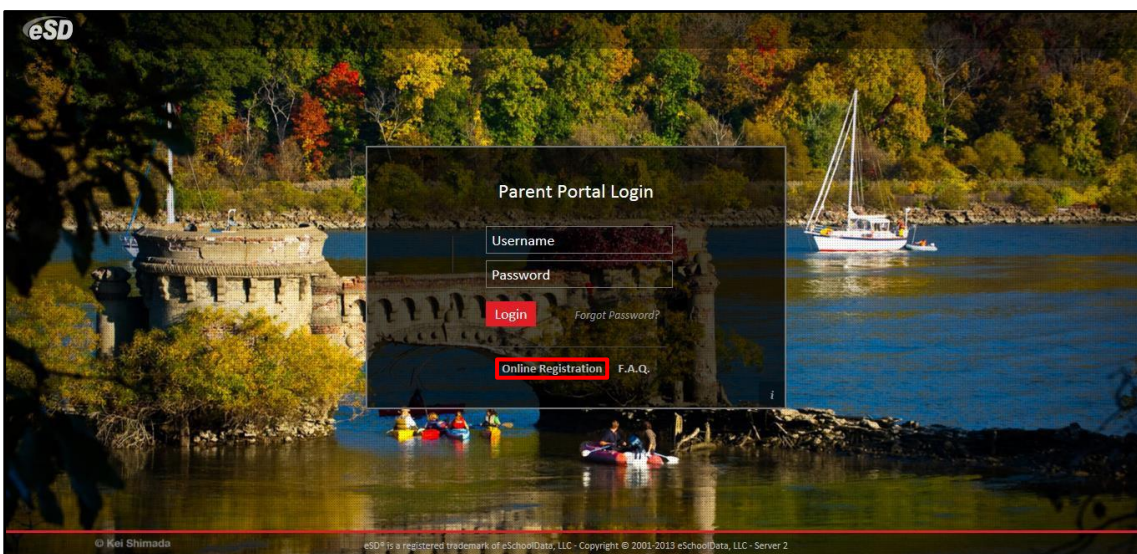 eSD
Parent Portal Login
Username
Password
Login Forgot Password?
Online Registration F.A.Q.
i
© Kei Shimada
eSD® is a registered trademark of eSchoolData, LLC - Copyright © 2001-2013 eSchoolData, LLC - Server 2